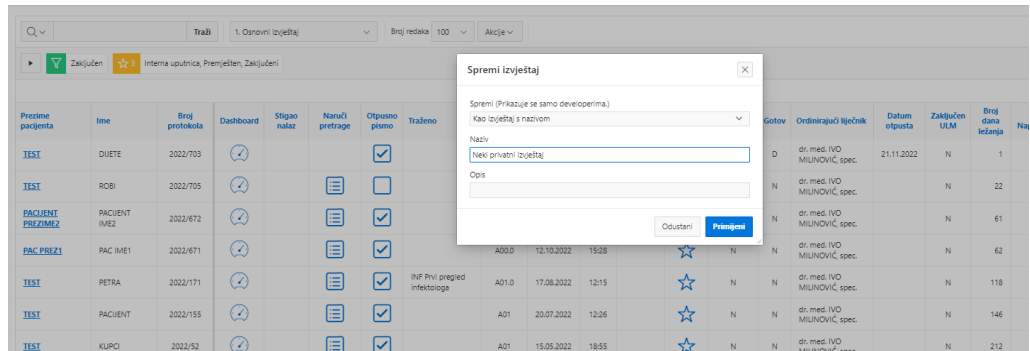 Traži
1. Osnovni izvještaj
Broj redaka 100
Akcije
Zaključen
3 Interna uputnica, Premješten, Zaključeni
Spremi izvještaj
Spremi (Prikazuje se samo developerima.)
Kao izvještaj s nazivom
Naziv
Neki privatni izvještaj
Opis
Odustani
Primijeni
Prezime pacijenta Ime Broj protokola Dashboard Stigao nalaz Naruči pretrage Otpusno pismo Traženo Gotov Ordinirajući liječnik Datum otpusta Zaključen ULM Broj dana ležanja
TEST DIJETE 2022/703 D dr. med. IVO MILINOVIĆ, spec. 21.11.2022 N 1
TEST ROBI 2022/705 N dr. med. IVO MILINOVIĆ, spec. N 22
PACIJENT PREZIME2 PACIJENT IME2 2022/672 N dr. med. IVO MILINOVIĆ, spec. N 61
PAC PREZ1 PAC IME1 2022/671 A00.0 12.10.2022 15:28 N N dr. med. IVO MILINOVIĆ, spec. N 62
TEST PETRA 2022/171 INF Prvi pregled infektologa A01.0 17.08.2022 12:15 N N dr. med. IVO MILINOVIĆ, spec. N 118
TEST PACIJENT 2022/155 A01 20.07.2022 12:26 N N dr. med. IVO MILINOVIĆ, spec. N 146
TEST KUPCI 2022/52 A01 15.05.2022 18:55 N N dr. med. IVO MILINOVIĆ, spec. N 212